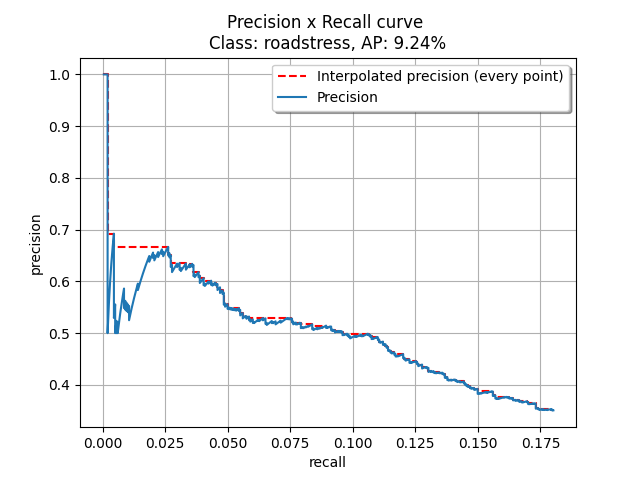 Precision x Recall curve
Class: roadstress, AP: 9.24%
Interpolated precision (every point)
Precision
1.0
0.9
0.8
0.7
0.6
0.5
0.4
precision
0.000 0.025 0.050 0.075 0.100 0.125 0.150 0.175
recall